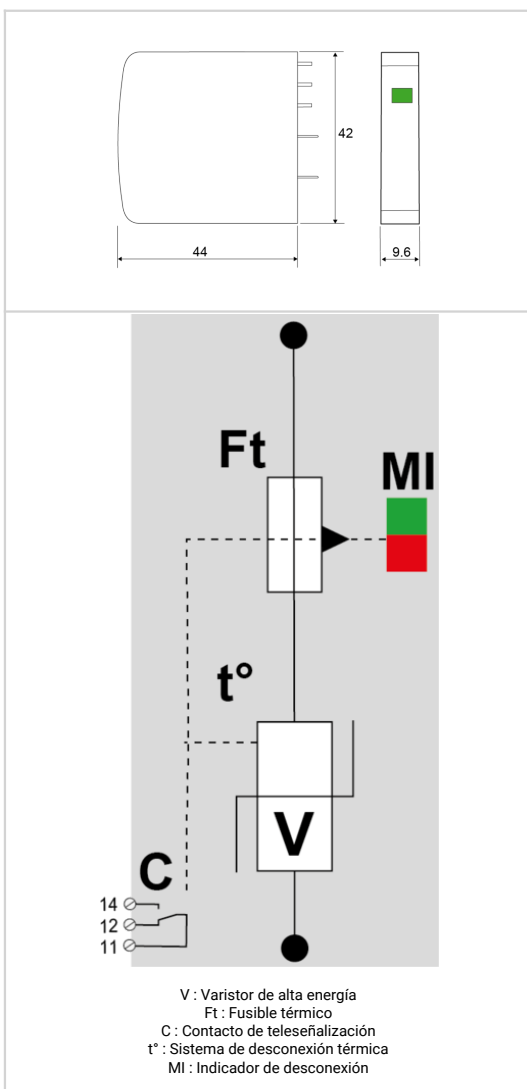 42
44
9.6
Ft
MI
t°
V
C
14
12
11
V : Varistor de alta energía
Ft : Fusible térmico
C : Contacto de teleseñalización
t° : Sistema de desconexión térmica
MI : Indicador de desconexión